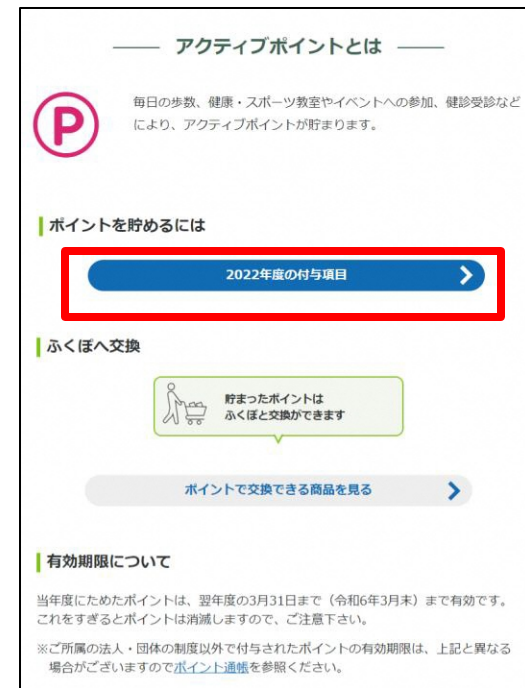 アクティブポイントとは
P
毎日の歩数、健康・スポーツ教室やイベントへの参加、健診受診など
により、アクティブポイントが貯まります。
ポイントを貯めるには
2022年度の付与項目
ふくぽへ交換
貯まったポイントは
ふくぽと交換ができます
ポイントで交換できる商品を見る
有効期限について
当年度にためたポイントは、翌年度の3月31日まで（令和6年3月末）まで有効です。
これをすぎるとポイントは消滅しますので、ご注意下さい。
※ご所属の法人・団体の制度以外で付与されたポイントの有効期限は、上記と異なる
場合がございますのでポイント通帳を参照ください。